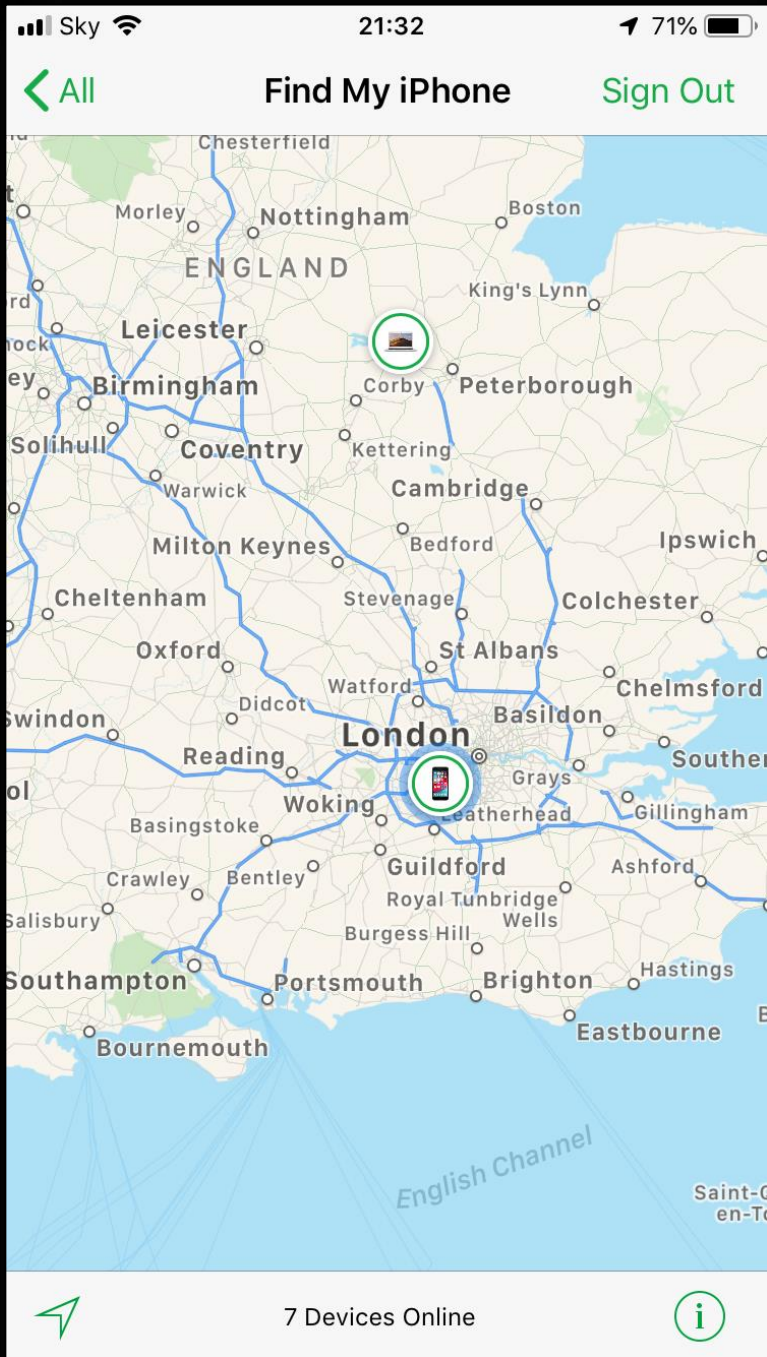 Sky 21:32 71%
All Find My iPhone Sign Out
Chesterfield
Morley
Nottingham
Boston
ENGLAND
King's Lynn
Leicester
Birmingham
Corby
Peterborough
Solihull
Coventry
Kettering
Warwick
Cambridge
Milton Keynes
Bedford
Ipswich
Cheltenham
Stevenage
Colchester
Oxford
St Albans
Watford
Chelmsford
Swindon
Didcot
London
Basildon
Reading
Grays
Souther
Woking
Leatherhead
Gillingham
Basingstoke
Guildford
Ashford
Crawley
Bentley
Royal Tunbridge
Wells
Salisbury
Burgess Hill
Hastings
Southampton
Portsmouth
Brighton
Eastbourne
Bournemouth
English Channel
7 Devices Online
i